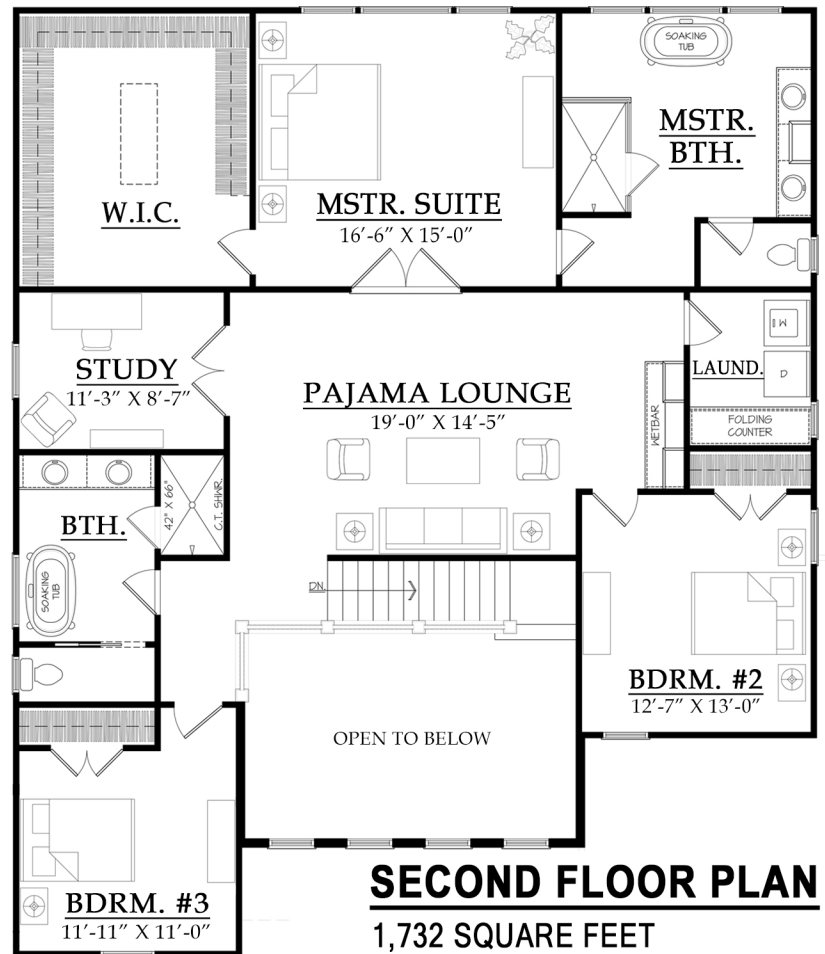 SOAKING
TUB
MSTR.
BTH.
W.I.C.
MSTR. SUITE
16'-6" X 15'-0"
W
STUDY
11'-3" X 8'-7"
LAUND.
D
PAJAMA LOUNGE
19'-0" X 14'-5"
WETBAR
FOLDING
COUNTER
BTH.
42" X 66"
C.T. SHWR.
SOAKING
TUB
DN.
BDRM. #2
12'-7" X 13'-0"
OPEN TO BELOW
BDRM. #3
11'-11" X 11'-0"
SECOND FLOOR PLAN
1,732 SQUARE FEET